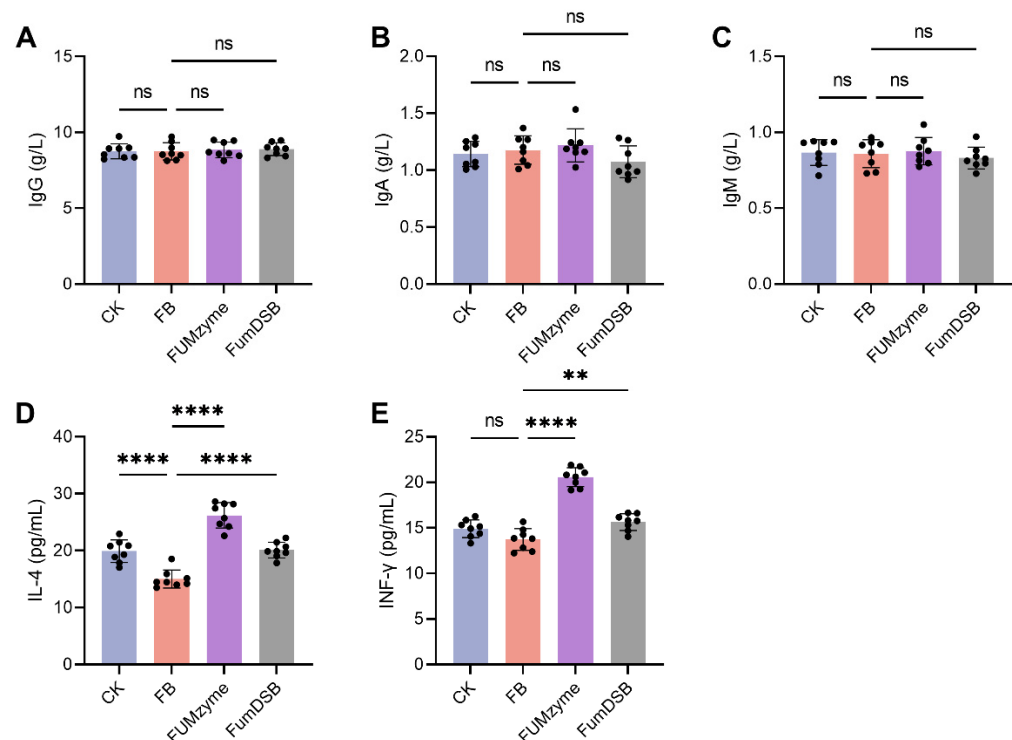 A
B
C
ns
ns
ns
ns ns
ns ns
ns ns
IgG (g/L)
15
10
5
0
CK
FB
FUMzyme
FumDSB
IgA (g/L)
2.0
1.5
1.0
0.5
0.0
CK
FB
FUMzyme
FumDSB
IgM (g/L)
1.5
1.0
0.5
0.0
CK
FB
FUMzyme
FumDSB
D
****
**** ****
IL-4 (pg/mL)
40
30
20
10
0
CK
FB
FUMzyme
FumDSB
E
**
ns ****
INF-γ (pg/mL)
25
20
15
10
5
0
CK
FB
FUMzyme
FumDSB